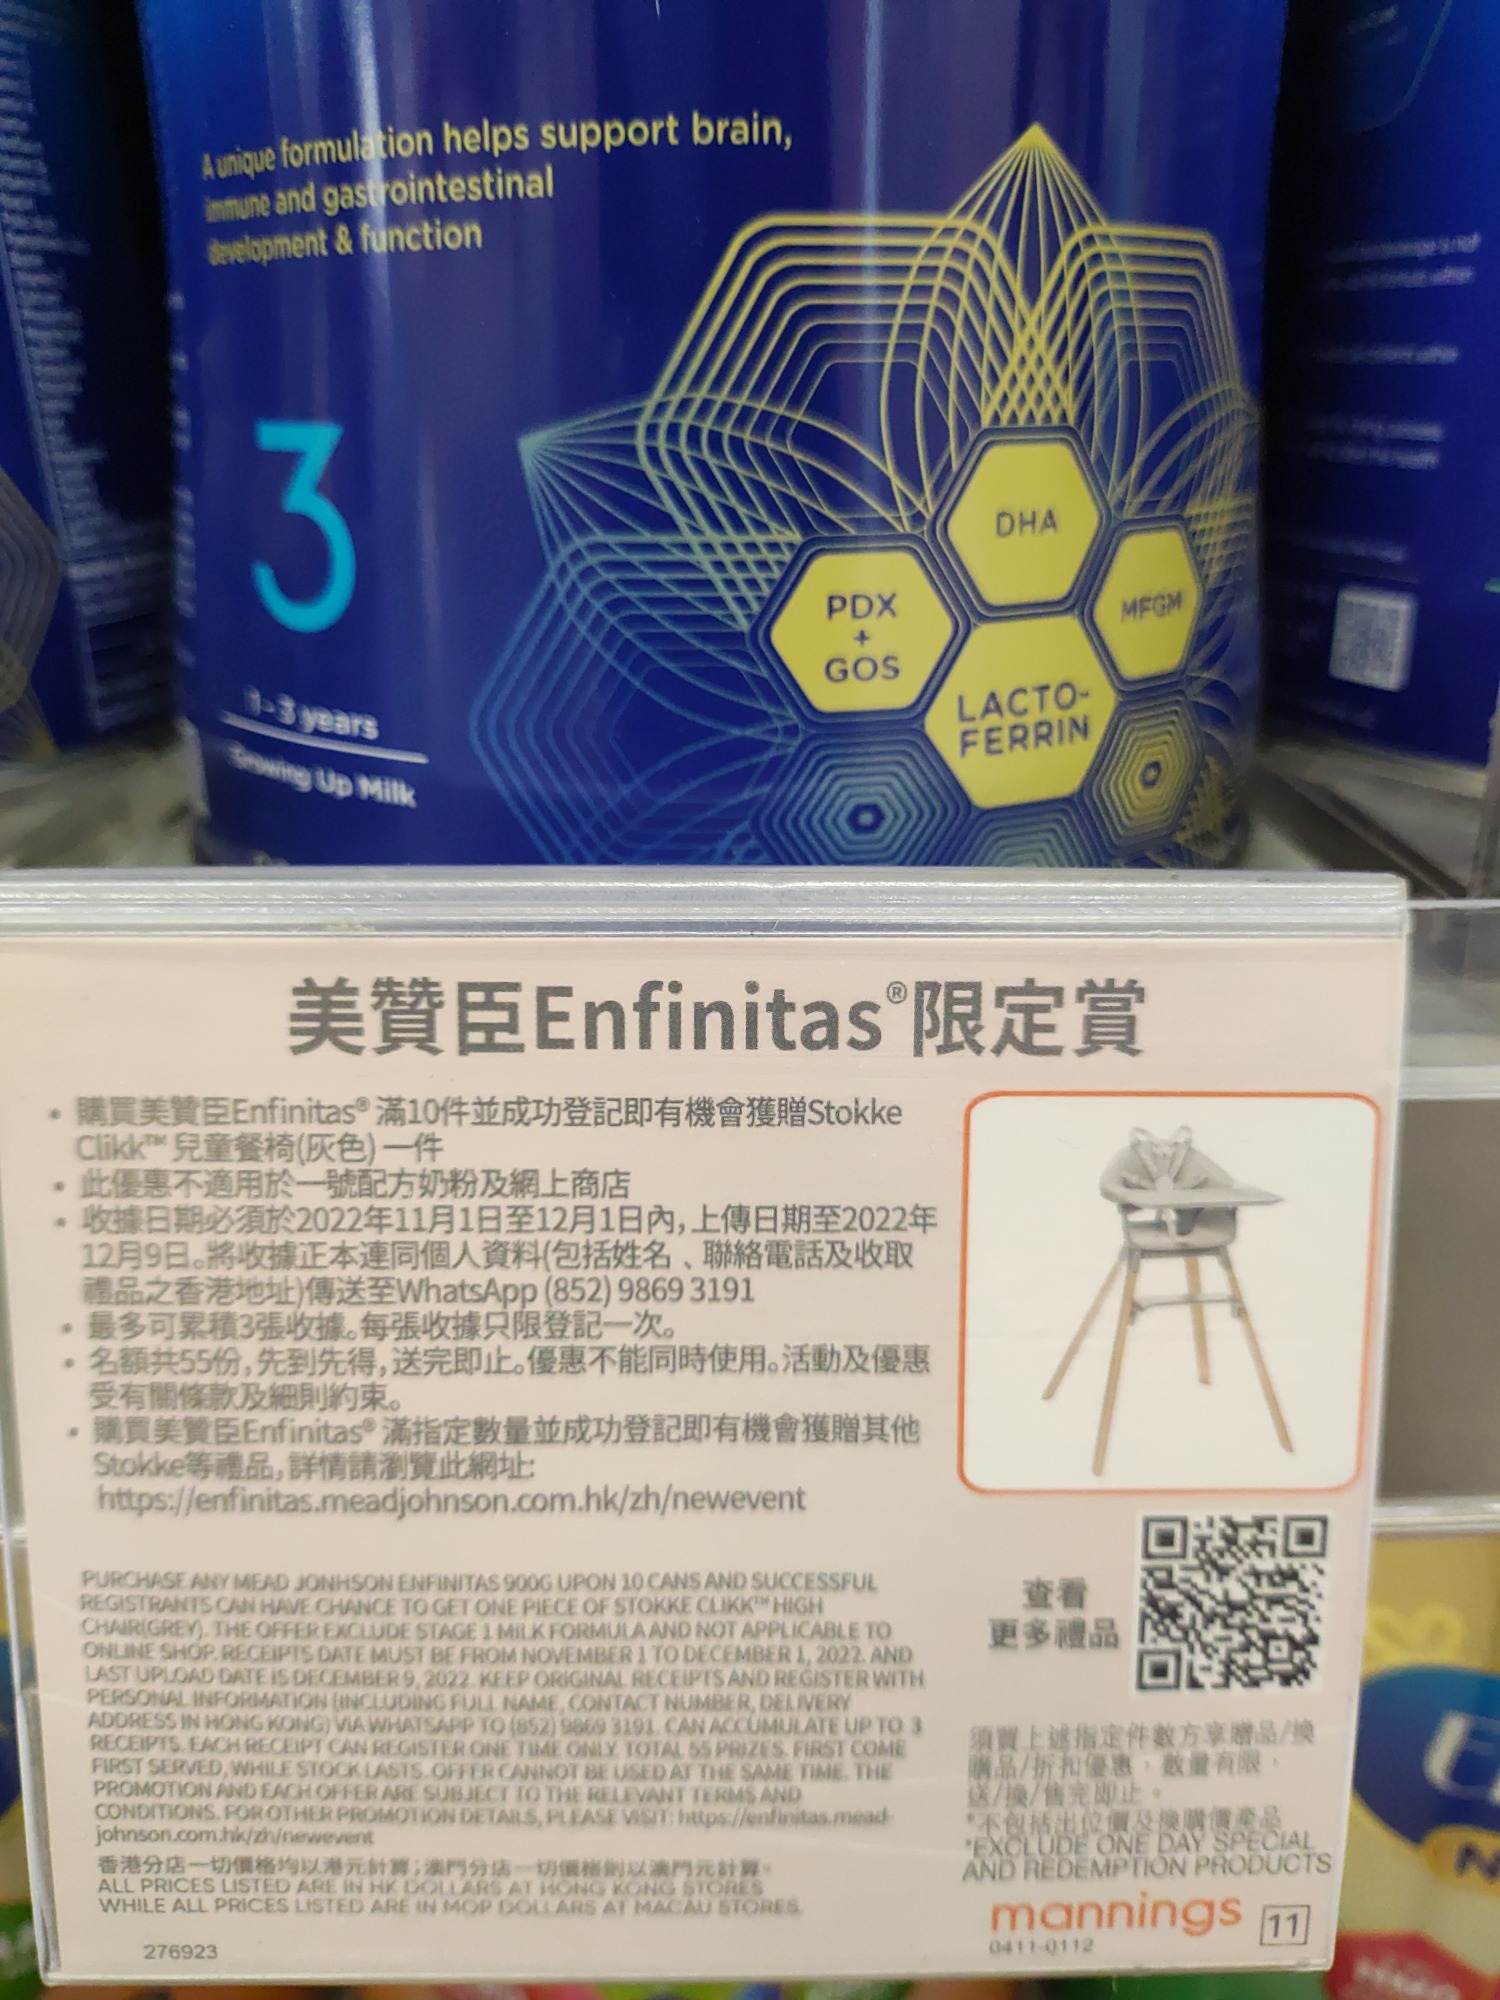 A unique formulation helps support brain,
immune and gastrointestinal
development & function
3
1-3 years
Growing Up Milk
DHA
PDX
+
GOS
MFGM
LACTO-
FERRIN
美贊臣Enfinitas®限定賞
• 購買美贊臣Enfinitas® 滿10件並成功登記即有機會獲贈Stokke
Clikk™ 兒童餐椅(灰色) 一件
• 此優惠不適用於一號配方奶粉及網上商店
• 收據日期必須於2022年11月1日至12月1日內, 上傳日期至2022年
12月9日。將收據正本連同個人資料(包括姓名、聯絡電話及收取
禮品之香港地址)傳送至WhatsApp (852) 9869 3191
• 最多可累積3張收據。每張收據只限登記一次。
• 名額共55份, 先到先得, 送完即止。優惠不能同時使用。活動及優惠
受有關條款及細則約束。
• 購買美贊臣Enfinitas® 滿指定數量並成功登記即有機會獲贈其他
Stokke等禮品, 詳情請瀏覽此網址:
https://enfinitas.meadjohnson.com.hk/zh/newevent
PURCHASE ANY MEAD JONHSON ENFINITAS 900G UPON 10 CANS AND SUCCESSFUL
REGISTRANTS CAN HAVE CHANCE TO GET ONE PIECE OF STOKKE CLIKK™ HIGH
CHAIR(GREY). THE OFFER EXCLUDE STAGE 1 MILK FORMULA AND NOT APPLICABLE TO
ONLINE SHOP. RECEIPTS DATE MUST BE FROM NOVEMBER 1 TO DECEMBER 1, 2022. AND
LAST UPLOAD DATE IS DECEMBER 9, 2022. KEEP ORIGINAL RECEIPTS AND REGISTER WITH
PERSONAL INFORMATION (INCLUDING FULL NAME, CONTACT NUMBER, DELIVERY
ADDRESS IN HONG KONG) VIA WHATSAPP TO (852) 9869 3191. CAN ACCUMULATE UP TO 3
RECEIPTS. EACH RECEIPT CAN REGISTER ONE TIME ONLY. TOTAL 55 PRIZES. FIRST COME
FIRST SERVED, WHILE STOCK LASTS. OFFER CANNOT BE USED AT THE SAME TIME. THE
PROMOTION AND EACH OFFER ARE SUBJECT TO THE RELEVANT TERMS AND
CONDITIONS. FOR OTHER PROMOTION DETAILS, PLEASE VISIT: https://enfinitas.mead-
johnson.com.hk/zh/newevent
香港分店一切價格均以港元計算；澳門分店一切價格則以澳門元計算。
ALL PRICES LISTED ARE IN HK DOLLARS AT HONG KONG STORES
WHILE ALL PRICES LISTED ARE IN MOP DOLLARS AT MACAU STORES.
276923
查看
更多禮品
須買上述指定件數方享贈品/換
購品/折扣優惠，數量有限，
送/換/售完即止。
*不包括出位價及換購價產品
*EXCLUDE ONE DAY SPECIAL
AND REDEMPTION PRODUCTS
mannings
11
0411-0112